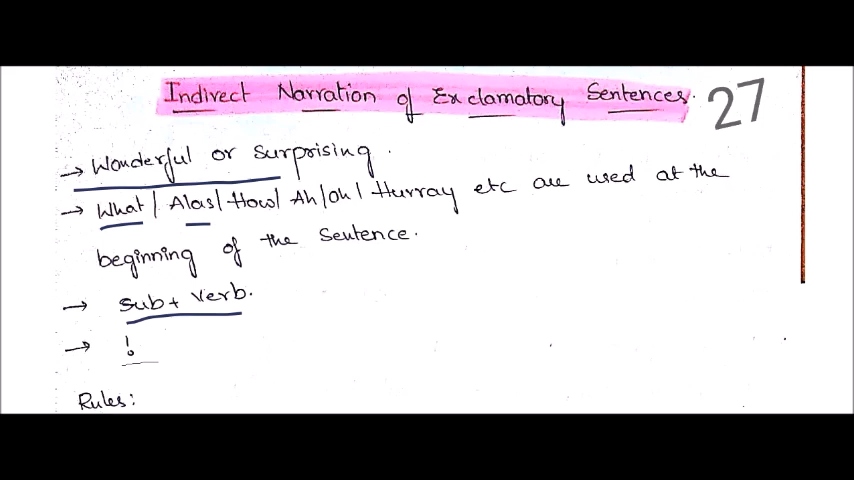 Indirect Narration of Exclamatory Sentences. 27
→ Wonderful or surprising.
→ What / Alas / How / Ah / Oh / Hurray etc are used at the
beginning of the sentence.
→ Sub + verb.
→ !
Rules: